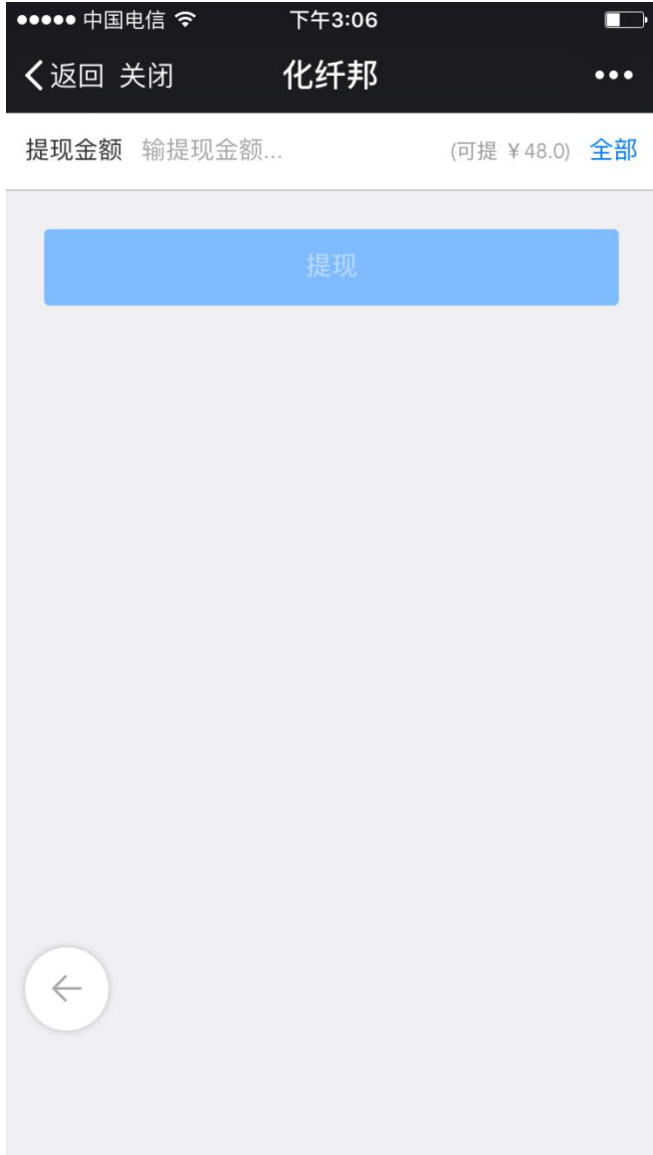 中国电信 下午3:06
返回 关闭 化纤邦
提现金额 输提现金额... (可提 ¥48.0) 全部
提现